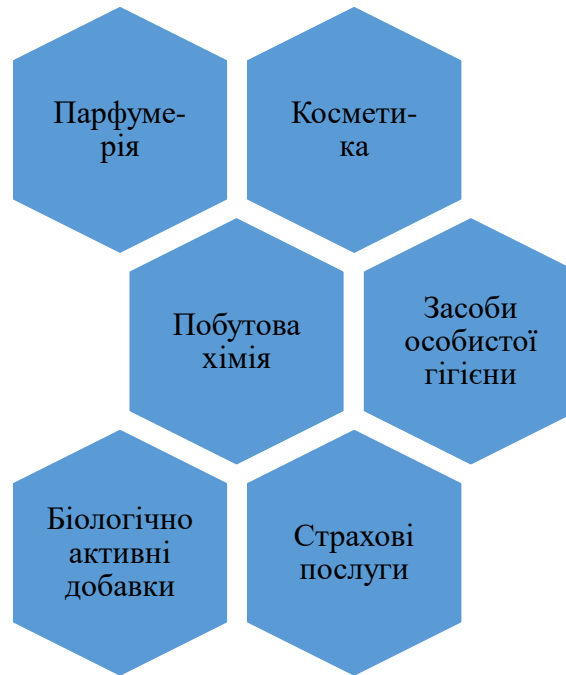 Парфуме-
рія
Космети-
ка
Побутова
хімія
Засоби
особистої
гігієни
Біологічно
активні
добавки
Страхові
послуги